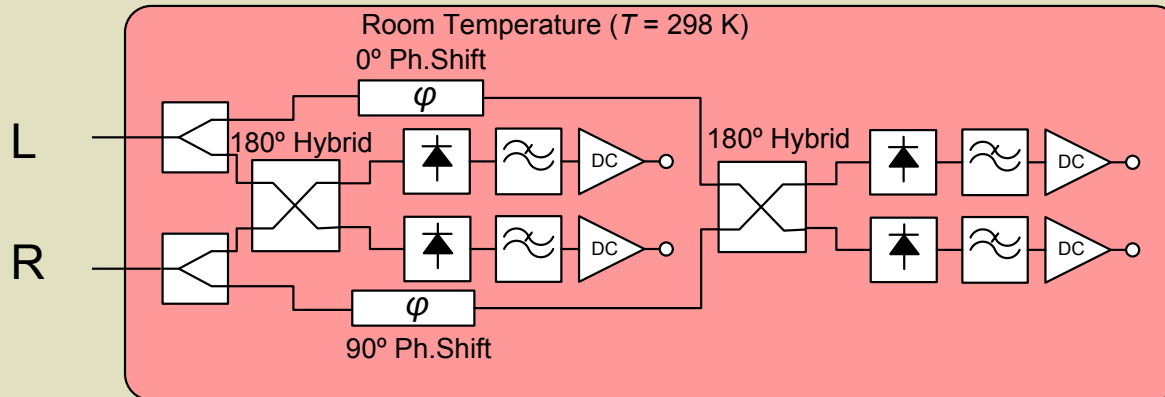 Room Temperature (T = 298 K)
0º Ph.Shift
φ
L
180º Hybrid
180º Hybrid
DC
DC
R
DC
DC
φ
90º Ph.Shift